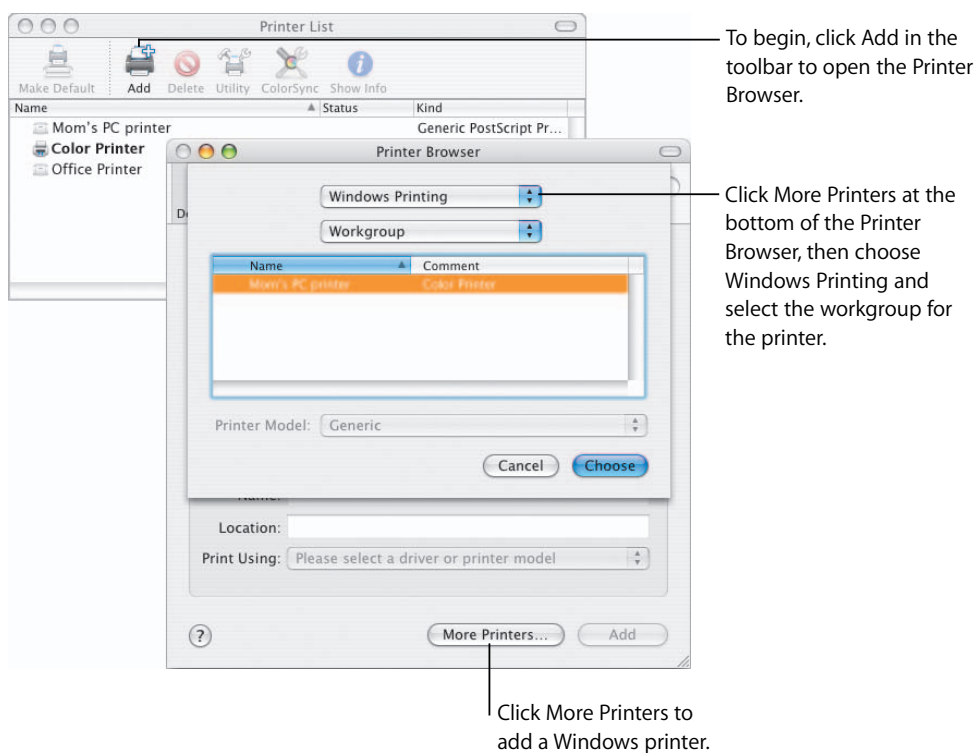 Printer List
Make Default Add Delete Utility ColorSync Show Info
Name Status Kind
Mom's PC printer Generic PostScript Pr...
Color Printer
Office Printer
To begin, click Add in the
toolbar to open the Printer
Browser.
Printer Browser
Windows Printing
Workgroup
Name Comment
Mom's PC printer Color Printer
Printer Model: Generic
Cancel Choose
Name:
Location:
Print Using: Please select a driver or printer model
? More Printers... Add
Click More Printers at the
bottom of the Printer
Browser, then choose
Windows Printing and
select the workgroup for
the printer.
Click More Printers to
add a Windows printer.